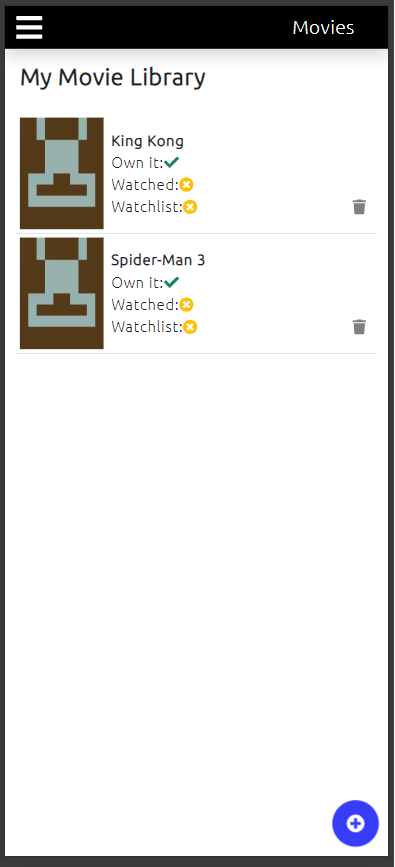 Movies
My Movie Library
King Kong
Own it:
Watched:
Watchlist:
Spider-Man 3
Own it:
Watched:
Watchlist: